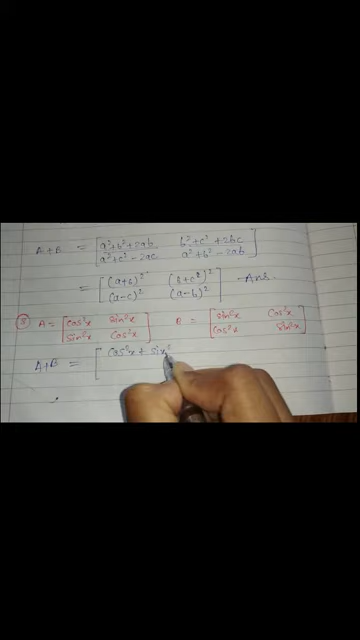 A+B = [a²+b²+2ab b²+c²+2bc
a²+c²-2ac a²+b²-2ab]
= [(a+b)² (b+c)²
(a-c)² (a-b)²] Ans.
A = [cos²x sin²x B = [sin²x cos²x
sin²x cos²x] cos²x sin²x]
A+B = [cos²x + six²